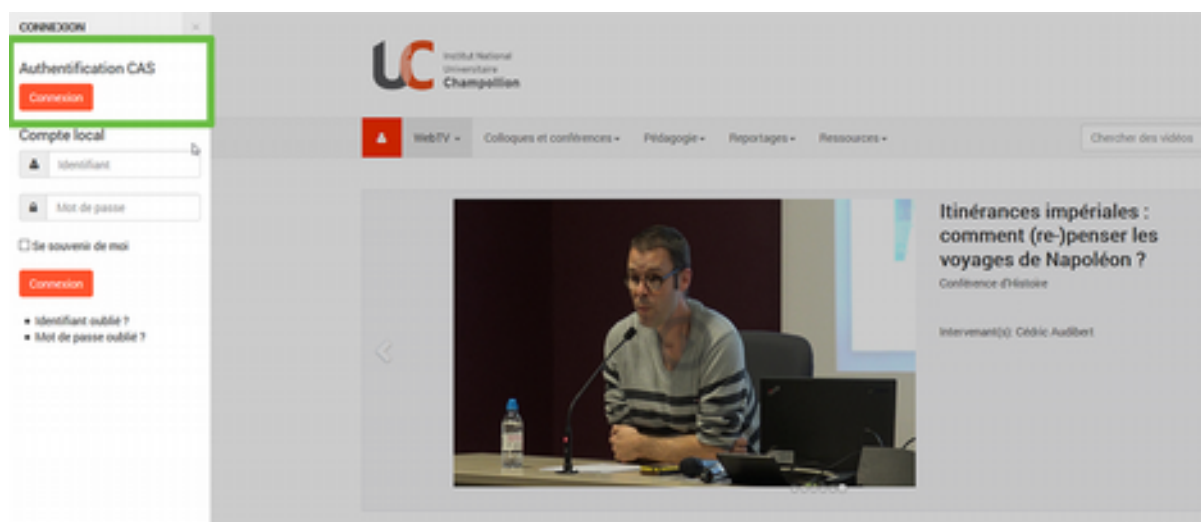 CONNEXION
×
Authentification CAS
Connexion
Compte local
Identifiant
Mot de passe
Se souvenir de moi
Connexion
Identifiant oublié ?
Mot de passe oublié ?
UC
Institut National
Universitaire
Champollion
WebTV
Colloques et conférences
Pédagogie
Reportages
Ressources
Chercher des vidéos
Itinérances impériales :
comment (re-)penser les
voyages de Napoléon ?
Conférence d'Histoire
Intervenant(s): Cédric Audibert